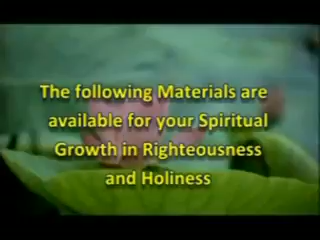 The following Materials are
available for your Spiritual
Growth in Righteousness
and Holiness